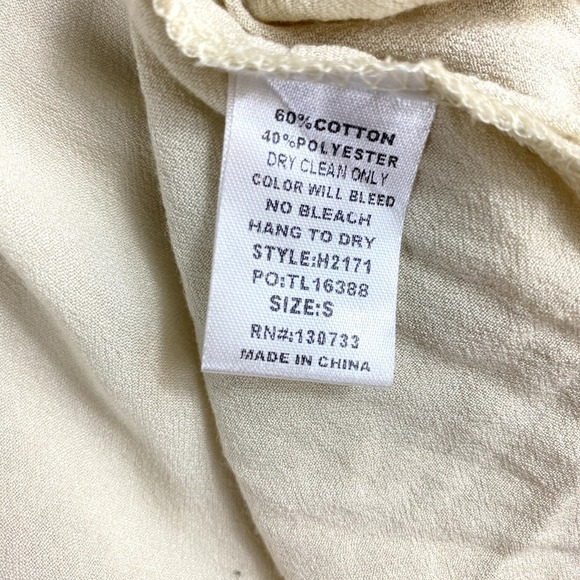 60%COTTON
40%POLYESTER
DRY CLEAN ONLY
COLOR WILL BLEED
NO BLEACH
HANG TO DRY
STYLE:H2171
PO:TL16388
SIZE:S
RN#:130733
MADE IN CHINA